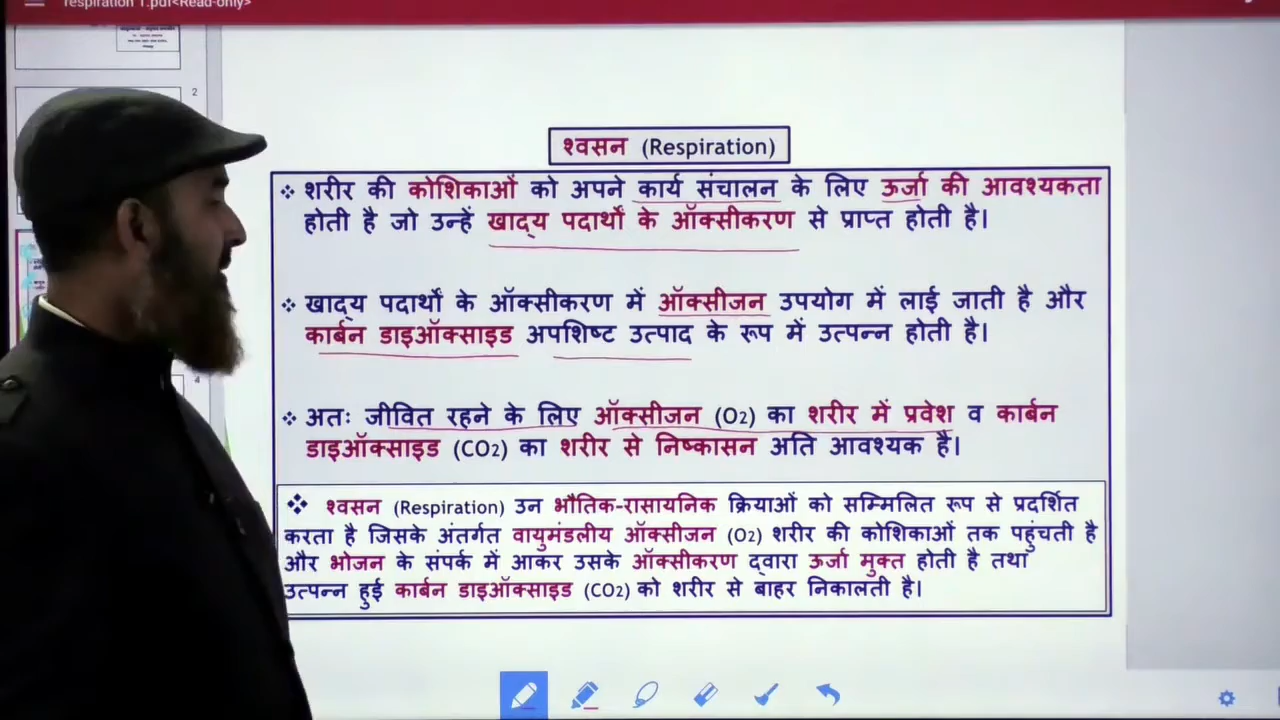 respiration 1.pdf<Read-only>
2
4
श्वसन (Respiration)
❖ शरीर की कोशिकाओं को अपने कार्य संचालन के लिए ऊर्जा की आवश्यकता
होती है जो उन्हें खाद्य पदार्थो के ऑक्सीकरण से प्राप्त होती है।
❖ खाद्य पदार्थो के ऑक्सीकरण में ऑक्सीजन उपयोग में लाई जाती है और
कार्बन डाइऑक्साइड अपशिष्ट उत्पाद के रूप में उत्पन्न होती है।
❖ अतः जीवित रहने के लिए ऑक्सीजन (O2) का शरीर में प्रवेश व कार्बन
डाइऑक्साइड (CO2) का शरीर से निष्कासन अति आवश्यक है।
❖ श्वसन (Respiration) उन भौतिक-रासायनिक क्रियाओं को सम्मिलित रूप से प्रदर्शित
करता है जिसके अंतर्गत वायुमंडलीय ऑक्सीजन (O2) शरीर की कोशिकाओं तक पहुंचती है
और भोजन के संपर्क में आकर उसके ऑक्सीकरण द्वारा ऊर्जा मुक्त होती है तथा
उत्पन्न हुई कार्बन डाइऑक्साइड (CO2) को शरीर से बाहर निकालती है।